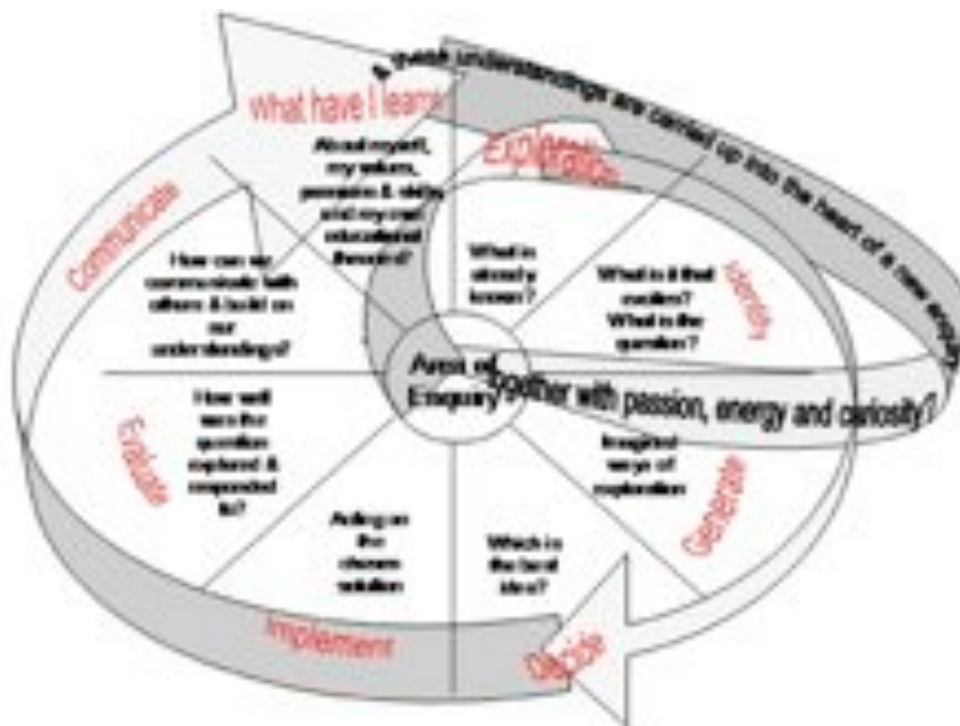 & these understandings are carried up into the heart of a new enquiry
What have I learnt
Exploration
About myself,
my values,
passions & skills
and my own
educational
What is
already
known?
What is it that
What is the
question?
Identify
Communicate
How can we
communicate with
others & build on
our
understandings?
Area of
Enquiry
together with passion, energy and curiosity?
Evaluate
How well
was the
question
explored &
responded
to?
Imagined
ways of
exploration
Generate
Acting on
the
chosen
solution
Which is
the best
idea?
Implement
Decide